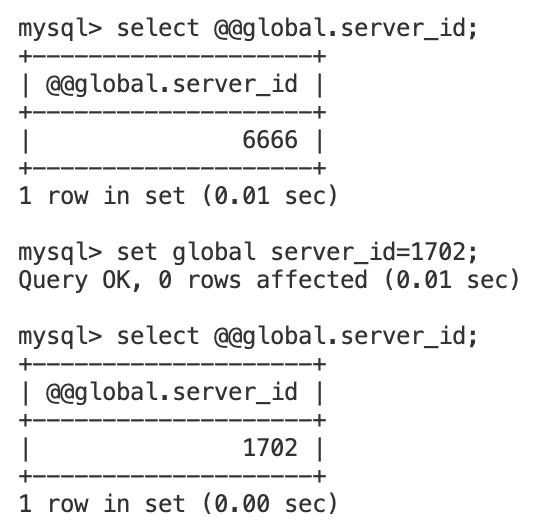 mysql> select @@global.server_id;
+--------------------+
| @@global.server_id |
+--------------------+
|               6666 |
+--------------------+
1 row in set (0.01 sec)

mysql> set global server_id=1702;
Query OK, 0 rows affected (0.01 sec)

mysql> select @@global.server_id;
+--------------------+
| @@global.server_id |
+--------------------+
|               1702 |
+--------------------+
1 row in set (0.00 sec)